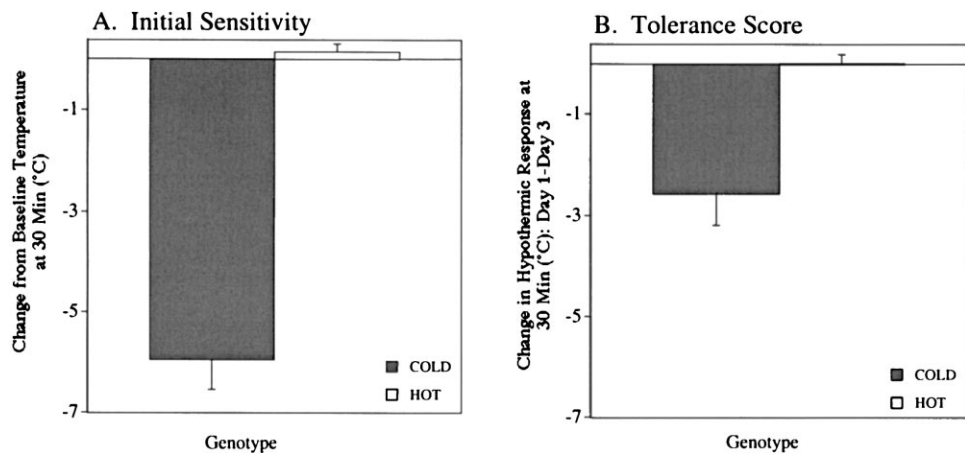 A. Initial Sensitivity
Change from Baseline Temperature
at 30 Min (°C)
-1
-3
-5
-7
COLD
HOT
Genotype
B. Tolerance Score
Change in Hypothermic Response at
30 Min (°C): Day 1-Day 3
-1
-3
-5
-7
COLD
HOT
Genotype